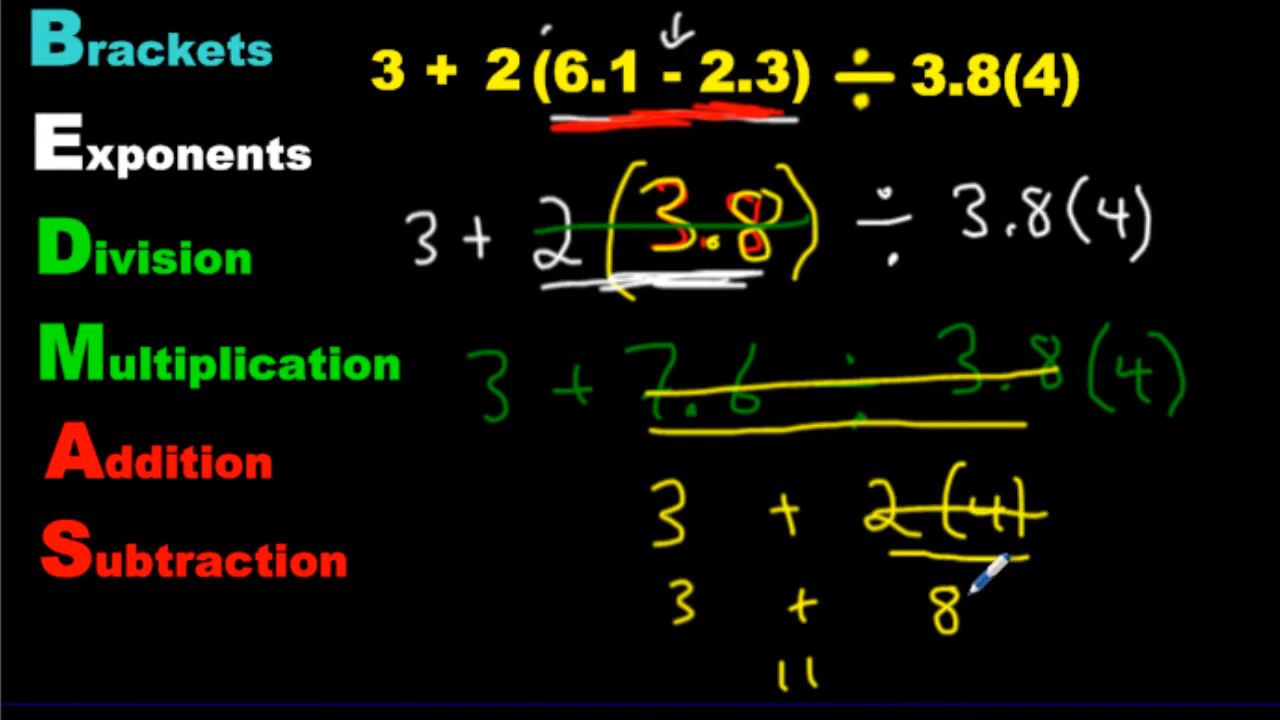 Brackets
Exponents
Division
Multiplication
Addition
Subtraction
3 + 2(6.1 - 2.3) ÷ 3.8(4)
3 + 2(3.8) ÷ 3.8(4)
3 + 7.6 ÷ 3.8(4)
3 + 2(4)
3 + 8
11